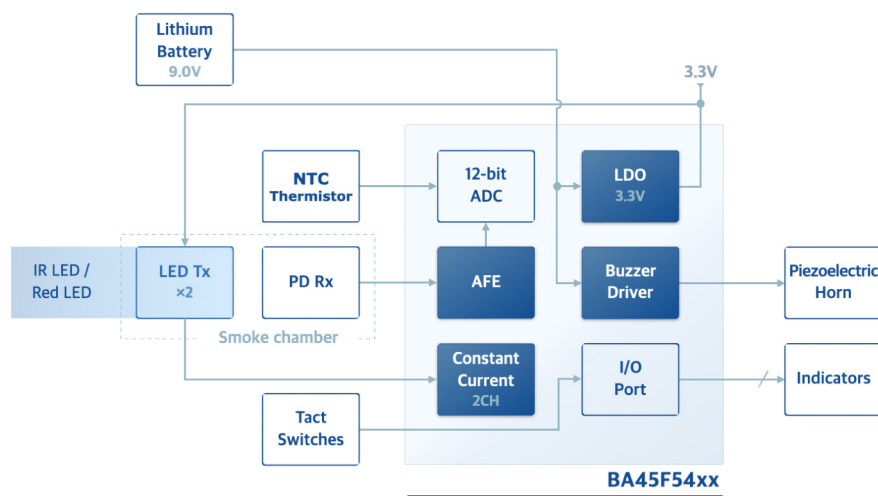 Lithium
Battery
9.0V
3.3V
NTC
Thermistor
12-bit
ADC
LDO
3.3V
IR LED /
Red LED
LED Tx
×2
PD Rx
AFE
Buzzer
Driver
Piezoelectric
Horn
Smoke chamber
Constant
Current
2CH
I/O
Port
Indicators
Tact
Switches
BA45F54xx